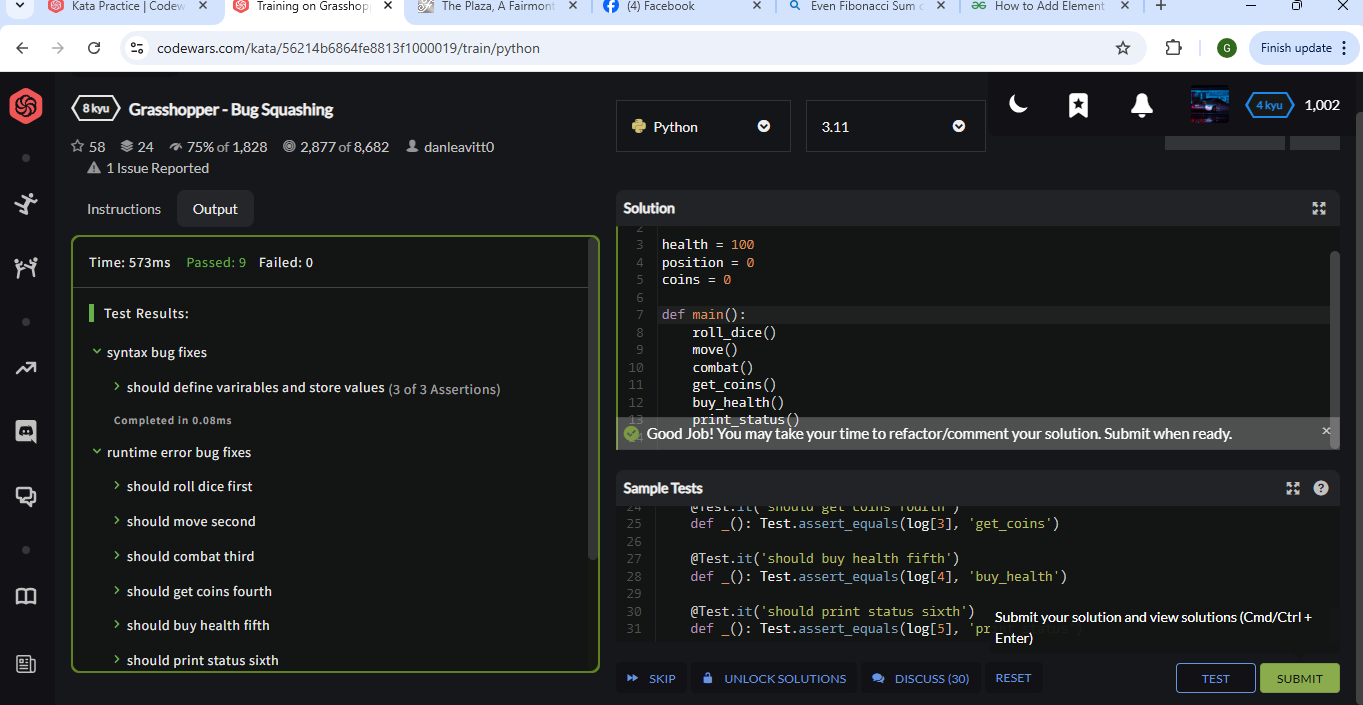 Kata Practice | Codew
Training on Grasshopp
The Plaza, A Fairmont
(4) Facebook
Even Fibonacci Sum
How to Add Element
codewars.com/kata/56214b6864fe8813f1000019/train/python
G
Finish update
8 kyu
Grasshopper - Bug Squashing
58 24 75% of 1,828 2,877 of 8,682 danleavitt0
1 Issue Reported
Python
3.11
4 kyu
1,002
Instructions
Output
Time: 573ms Passed: 9 Failed: 0
Test Results:
syntax bug fixes
should define varirables and store values (3 of 3 Assertions)
Completed in 0.08ms
runtime error bug fixes
should roll dice first
should move second
should combat third
should get coins fourth
should buy health fifth
should print status sixth
Solution
2
3 health = 100
4 position = 0
5 coins = 0
6
7 def main():
8 roll_dice()
9 move()
10 combat()
11 get_coins()
12 buy_health()
13 print_status()
Good Job! You may take your time to refactor/comment your solution. Submit when ready.
Sample Tests
24 @Test.it('should get coins fourth')
25 def _(): Test.assert_equals(log[3], 'get_coins')
26
27 @Test.it('should buy health fifth')
28 def _(): Test.assert_equals(log[4], 'buy_health')
29
30 @Test.it('should print status sixth')
31 def _(): Test.assert_equals(log[5], 'pr
Submit your solution and view solutions (Cmd/Ctrl +
Enter)
SKIP
UNLOCK SOLUTIONS
DISCUSS (30)
RESET
TEST
SUBMIT